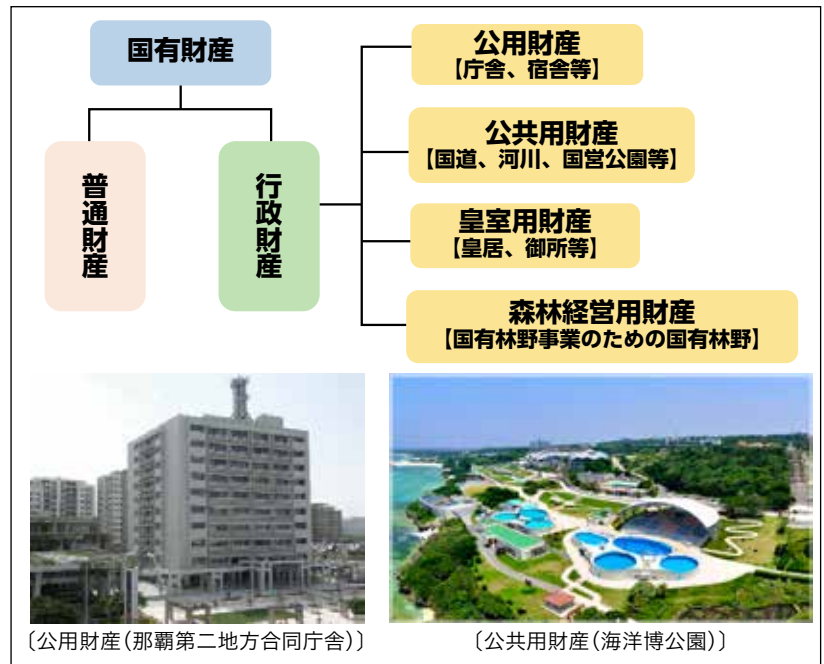 国有財産
普通財産
行政財産
公用財産
【庁舎、宿舎等】
公共用財産
【国道、河川、国営公園等】
皇室用財産
【皇居、御所等】
森林経営用財産
【国有林野事業のための国有林野】
〔公用財産（那覇第二地方合同庁舎）〕
〔公共用財産（海洋博公園）〕